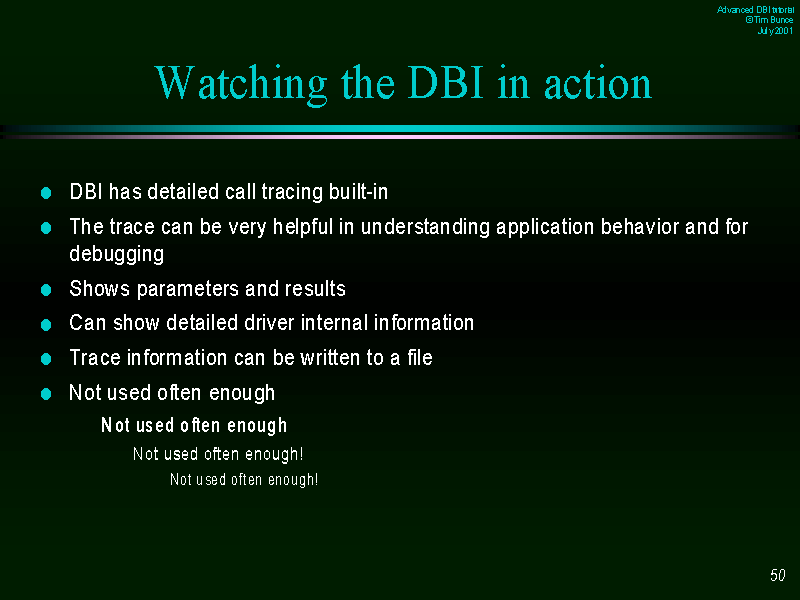 Advanced DBI tutorial
© Tim Bunce
July 2001
Watching the DBI in action
DBI has detailed call tracing built-in
The trace can be very helpful in understanding application behavior and for
debugging
Shows parameters and results
Can show detailed driver internal information
Trace information can be written to a file
Not used often enough
Not used often enough
Not used often enough!
Not used often enough!
50